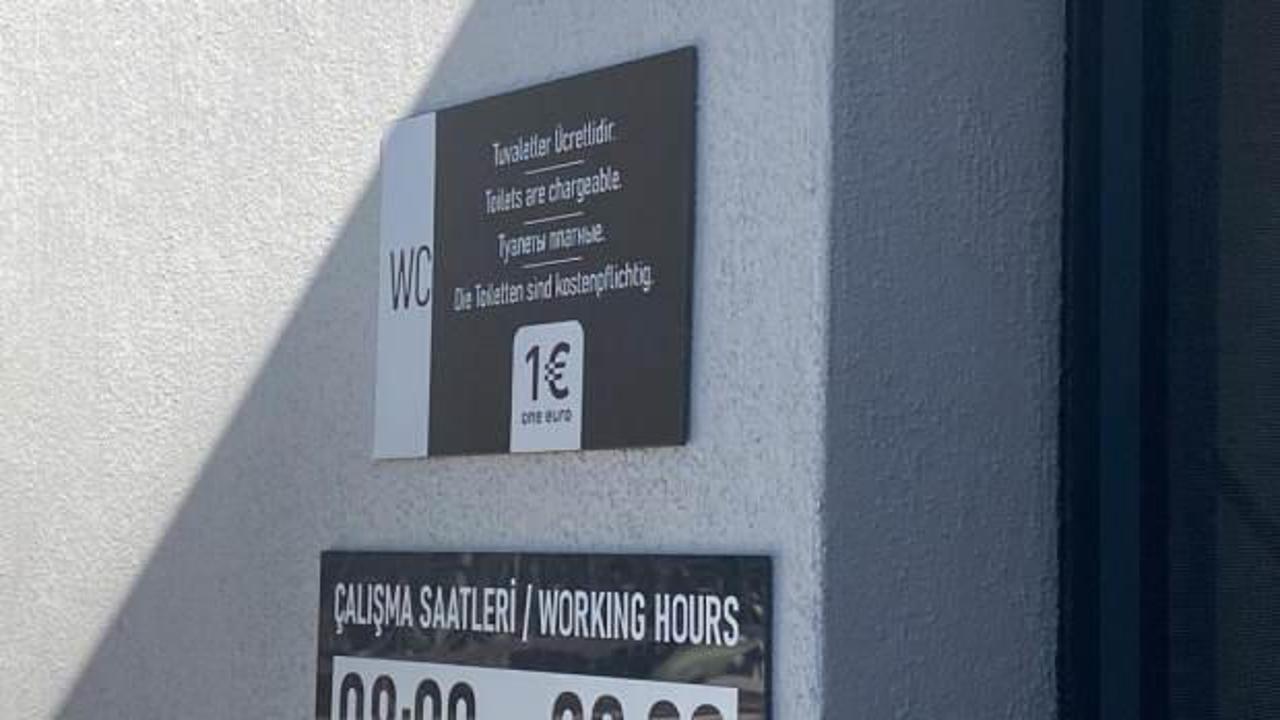 WC
Tuvaletler Ücretlidir.
Toilets are chargeable.
Туалеты платные.
Die Toiletten sind kostenpflichtig.
1€
one euro
ÇALIŞMA SAATLERİ / WORKING HOURS